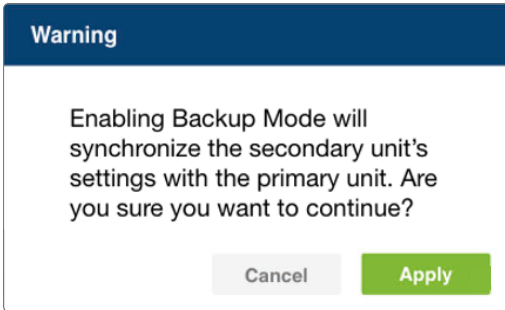 Warning
Enabling Backup Mode will
synchronize the secondary unit's
settings with the primary unit. Are
you sure you want to continue?
Cancel
Apply